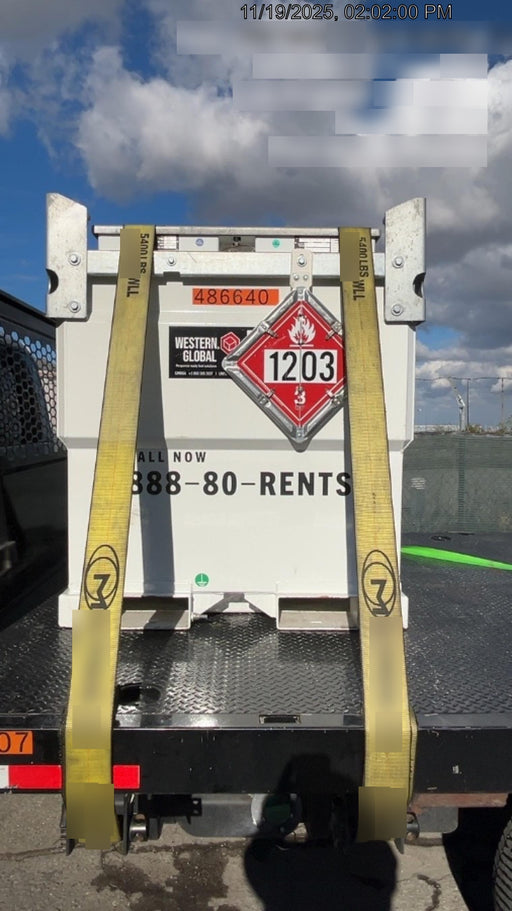 11/19/2025, 02:02:00 PM
5400 LBS WLL
5400 LBS WLL
486640
WESTERN.
GLOBAL
1203
3
ALL NOW
888-80-RENTS
M
M
07